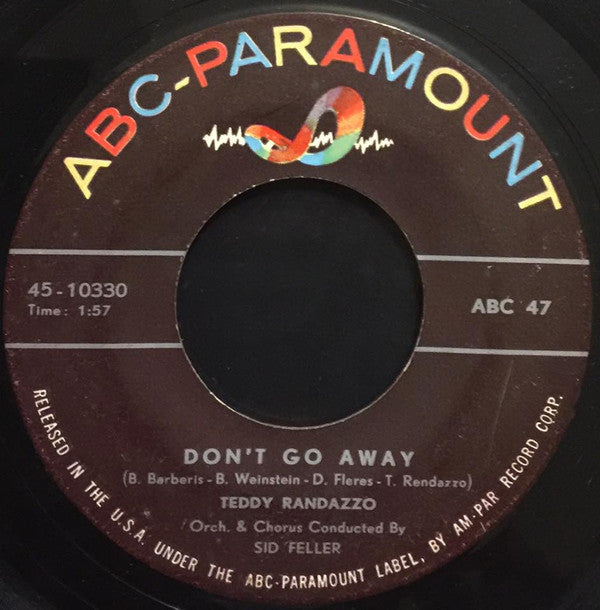 ABC-PARAMOUNT
45-10330
Time: 1:57
ABC 47
DON'T GO AWAY
(B. Barberis - B. Weinstein - D. Fleres - T. Rendazzo)
TEDDY RANDAZZO
Orch. & Chorus Conducted By
SID FELLER
RELEASED IN THE U.S.A. UNDER THE ABC-PARAMOUNT LABEL, BY AM-PAR RECORD CORP.